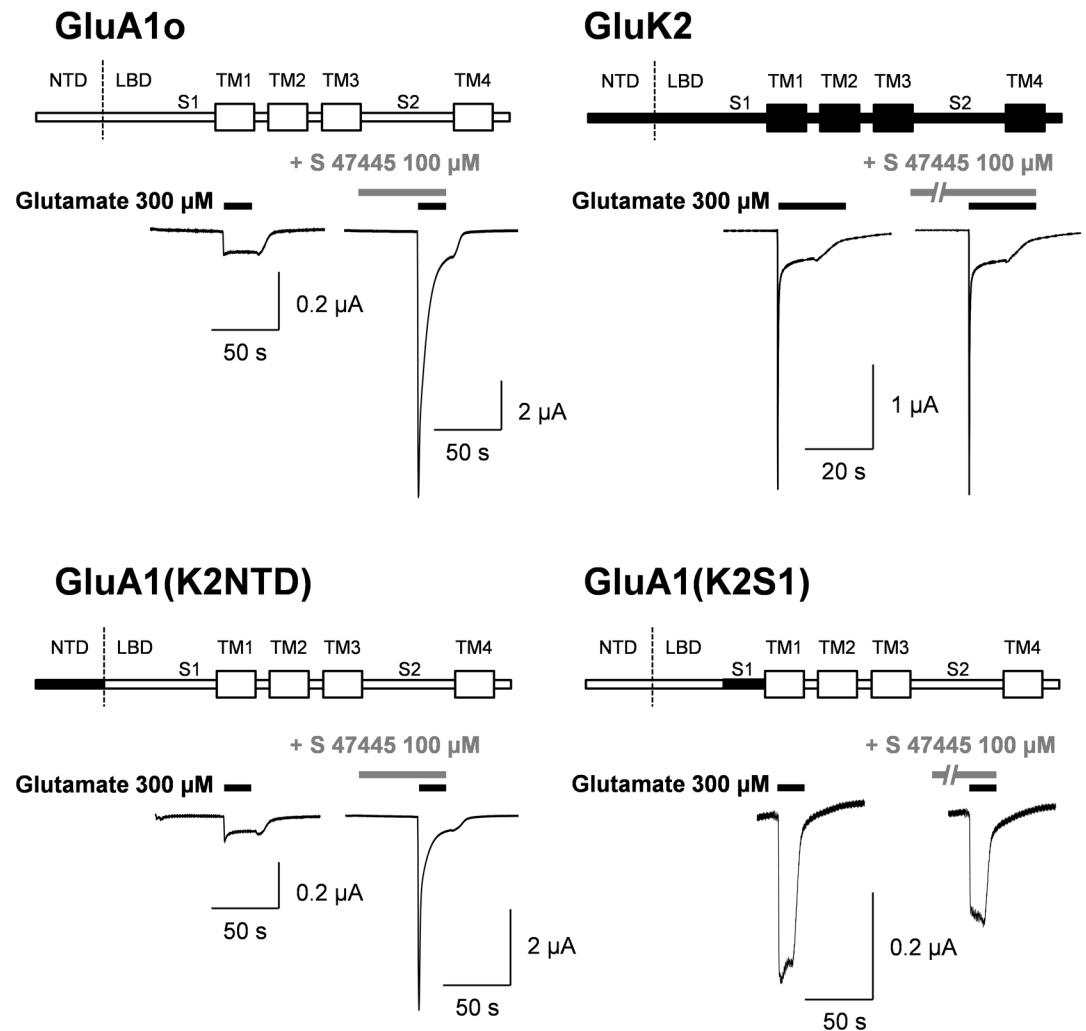 GluA1o
NTD LBD S1 TM1 TM2 TM3 S2 TM4
+ S 47445 100 µM
Glutamate 300 µM
0.2 µA
50 s
2 µA
50 s
GluK2
NTD LBD S1 TM1 TM2 TM3 S2 TM4
+ S 47445 100 µM
Glutamate 300 µM
1 µA
20 s
GluA1(K2NTD)
NTD LBD S1 TM1 TM2 TM3 S2 TM4
+ S 47445 100 µM
Glutamate 300 µM
0.2 µA
50 s
2 µA
50 s
GluA1(K2S1)
NTD LBD S1 TM1 TM2 TM3 S2 TM4
+ S 47445 100 µM
Glutamate 300 µM
0.2 µA
50 s